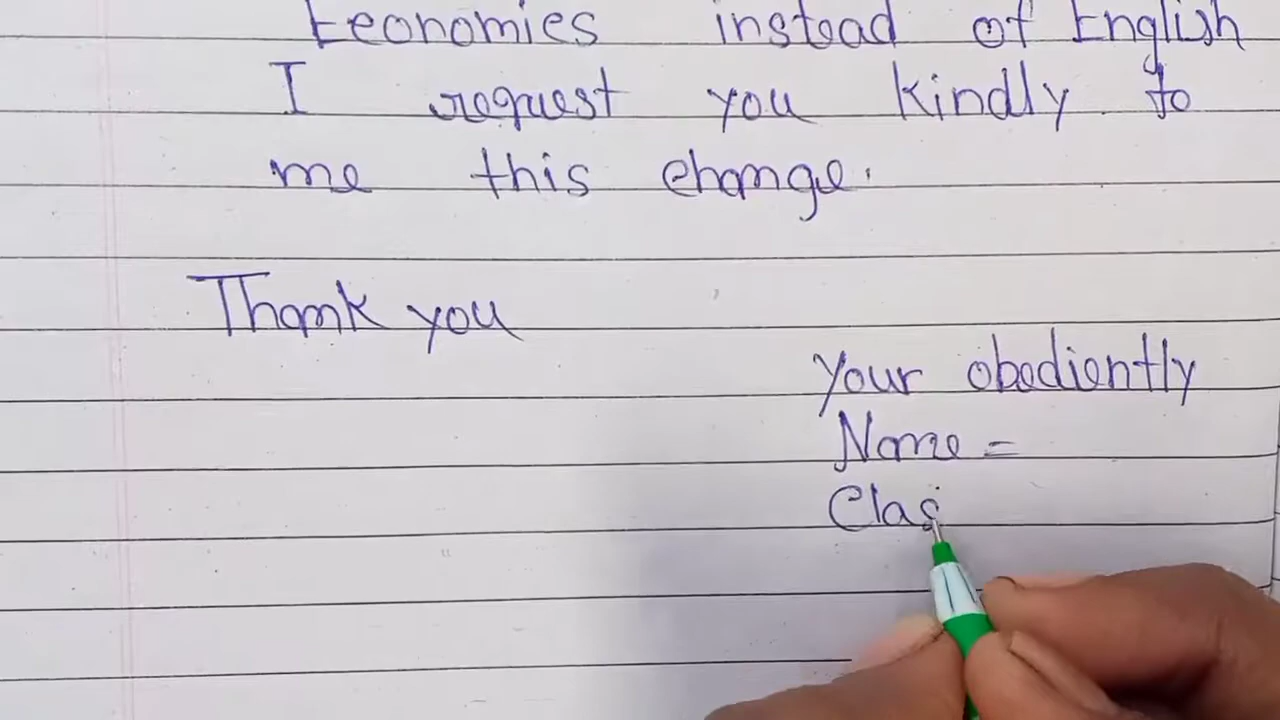 Economics instead of English
I request you kindly to
me this change.
Thank you
Your obediently
Name =
Clas